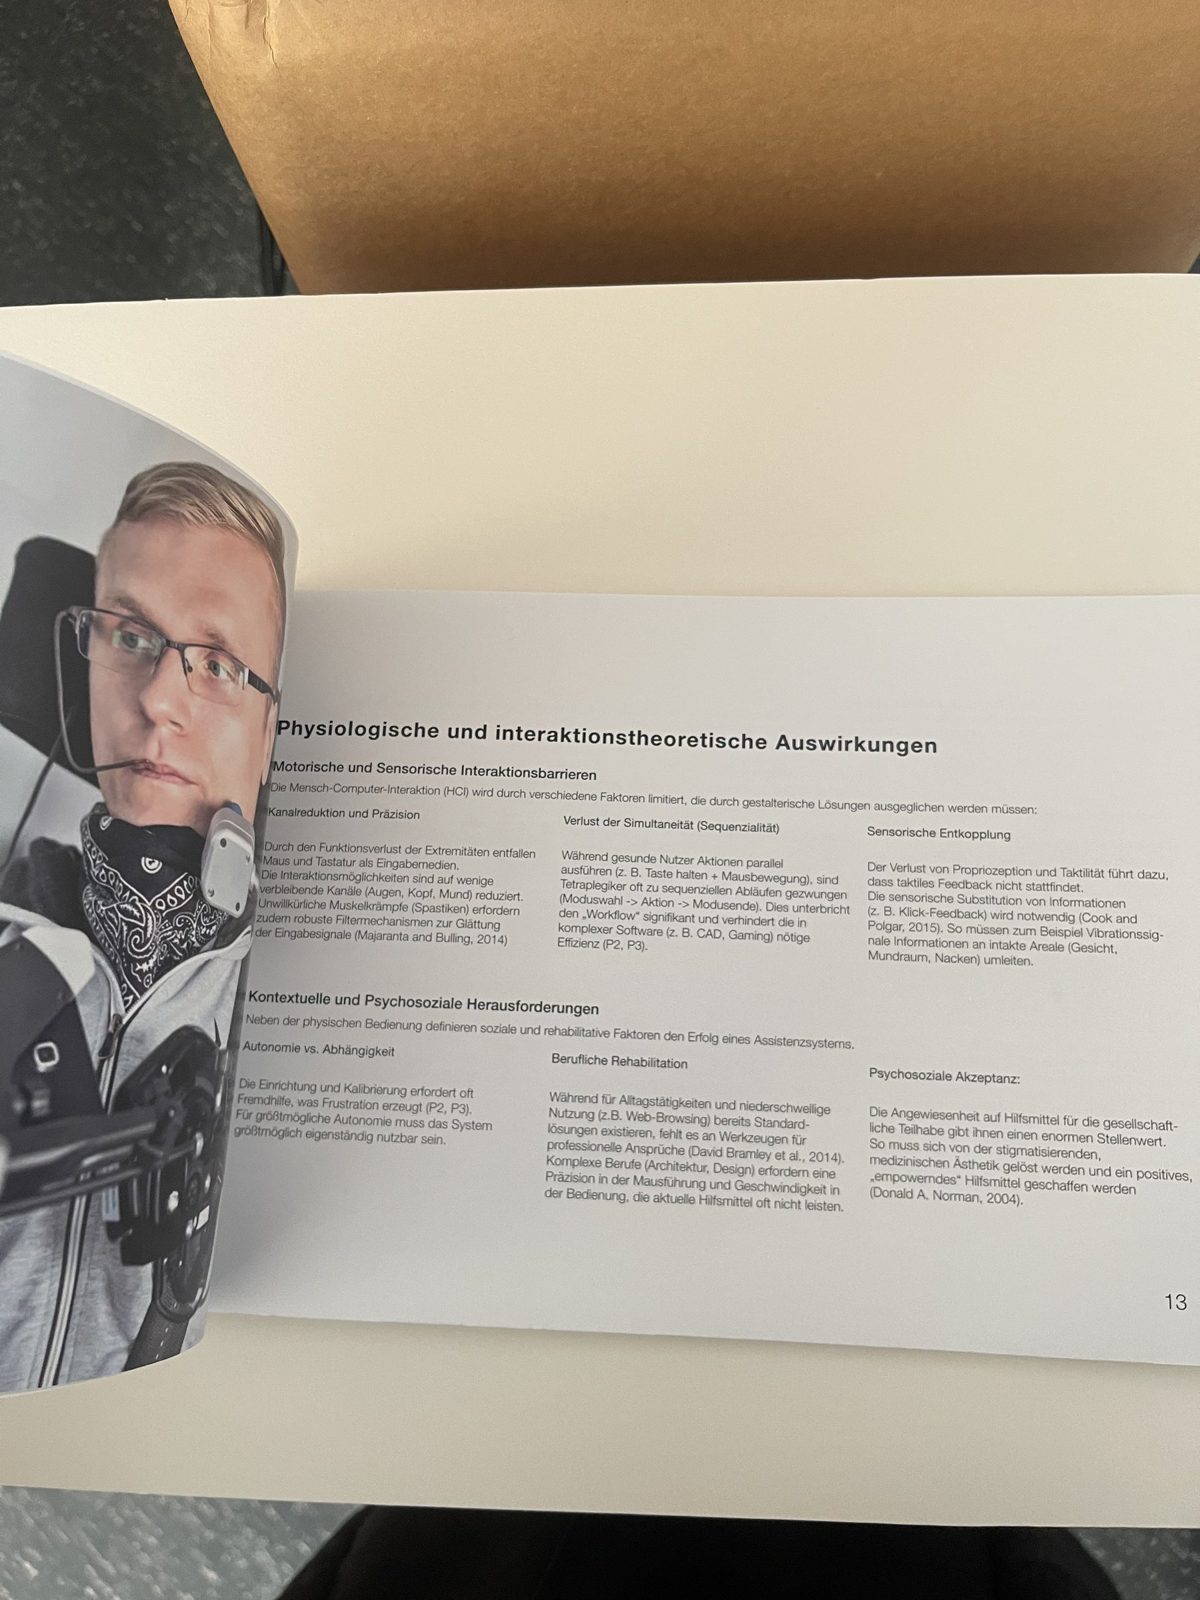 Physiologische und interaktionstheoretische Auswirkungen
Motorische und Sensorische Interaktionsbarrieren
Die Mensch-Computer-Interaktion (HCI) wird durch verschiedene Faktoren limitiert, die durch gestalterische Lösungen ausgeglichen werden müssen:
Kanalreduktion und Präzision
Durch den Funktionsverlust der Extremitäten entfallen
Maus und Tastatur als Eingabemedien.
Die Interaktionsmöglichkeiten sind auf wenige
verbleibende Kanäle (Augen, Kopf, Mund) reduziert.
Unwillkürliche Muskelkrämpfe (Spastiken) erfordern
zudem robuste Filtermechanismen zur Glättung
der Eingabesignale (Majaranta and Bulling, 2014)
Verlust der Simultaneität (Sequenzialität)
Während gesunde Nutzer Aktionen parallel
ausführen (z. B. Taste halten + Mausbewegung), sind
Tetraplegiker oft zu sequenziellen Abläufen gezwungen
(Moduswahl -> Aktion -> Modusende). Dies unterbricht
den „Workflow“ signifikant und verhindert die in
komplexer Software (z. B. CAD, Gaming) nötige
Effizienz (P2, P3).
Sensorische Entkopplung
Der Verlust von Propriozeption und Taktilität führt dazu,
dass taktiles Feedback nicht stattfindet.
Die sensorische Substitution von Informationen
(z. B. Klick-Feedback) wird notwendig (Cook and
Polgar, 2015). So müssen zum Beispiel Vibrationssig-
nale Informationen an intakte Areale (Gesicht,
Mundraum, Nacken) umleiten.
Kontextuelle und Psychosoziale Herausforderungen
Neben der physischen Bedienung definieren soziale und rehabilitative Faktoren den Erfolg eines Assistenzsystems.
Autonomie vs. Abhängigkeit
Die Einrichtung und Kalibrierung erfordert oft
Fremdhilfe, was Frustration erzeugt (P2, P3).
Für größtmögliche Autonomie muss das System
größtmöglich eigenständig nutzbar sein.
Berufliche Rehabilitation
Während für Alltagstätigkeiten und niederschwellige
Nutzung (z.B. Web-Browsing) bereits Standard-
lösungen existieren, fehlt es an Werkzeugen für
professionelle Ansprüche (David Bramley et al., 2014).
Komplexe Berufe (Architektur, Design) erfordern eine
Präzision in der Mausführung und Geschwindigkeit in
der Bedienung, die aktuelle Hilfsmittel oft nicht leisten.
Psychosoziale Akzeptanz:
Die Angewiesenheit auf Hilfsmittel für die gesellschaft-
liche Teilhabe gibt ihnen einen enormen Stellenwert.
So muss sich von der stigmatisierenden,
medizinischen Ästhetik gelöst werden und ein positives,
„empowerndes“ Hilfsmittel geschaffen werden
(Donald A. Norman, 2004).
13